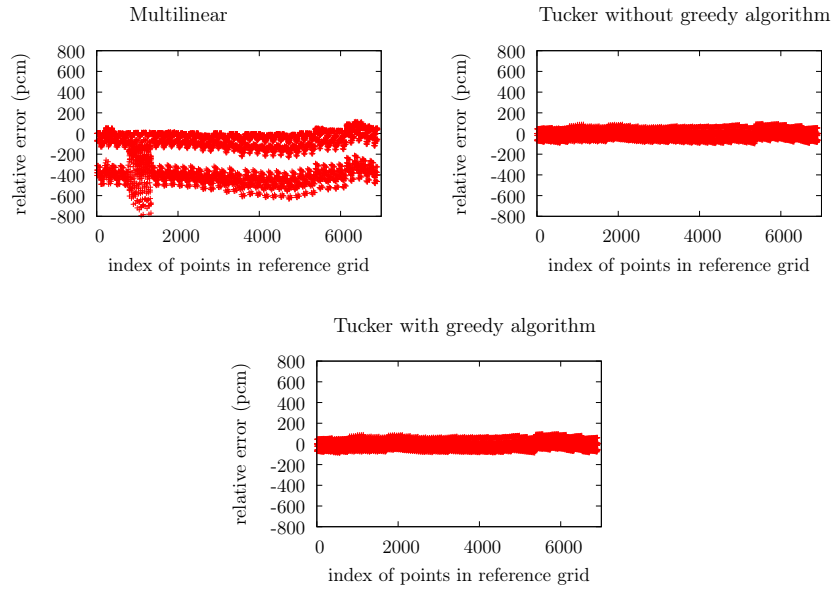 Multilinear
800
600
400
200
0
-200
-400
-600
-800
0 2000 4000 6000
relative error (pcm)
index of points in reference grid
Tucker without greedy algorithm
800
600
400
200
0
-200
-400
-600
-800
0 2000 4000 6000
relative error (pcm)
index of points in reference grid
Tucker with greedy algorithm
800
600
400
200
0
-200
-400
-600
-800
0 2000 4000 6000
relative error (pcm)
index of points in reference grid